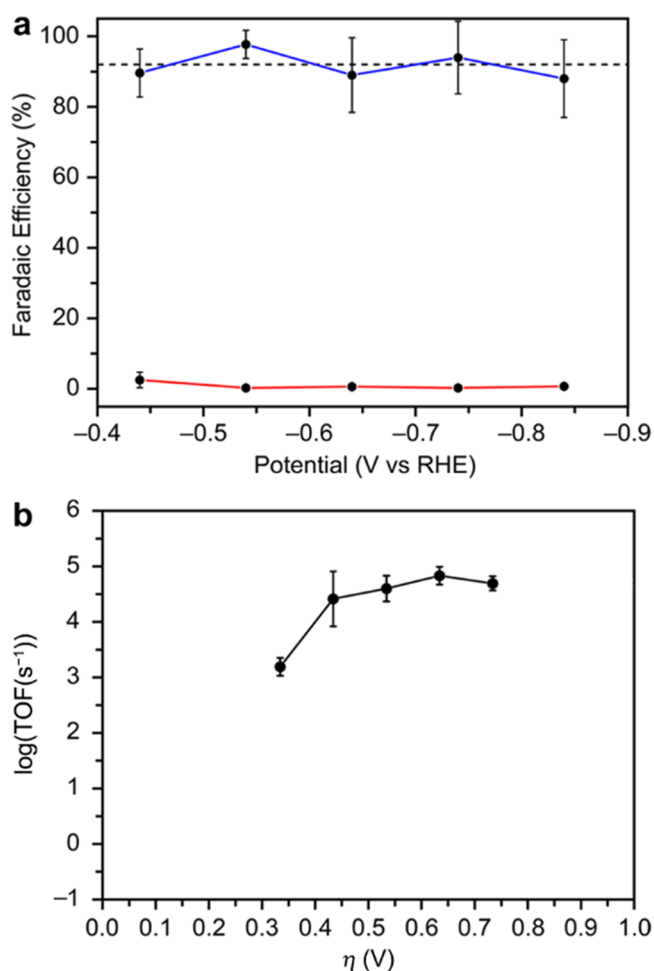 a
Faradaic Efficiency (%)
100
80
60
40
20
0
–0.4 –0.5 –0.6 –0.7 –0.8 –0.9
Potential (V vs RHE)
b
log(TOF(s⁻¹))
6
5
4
3
2
1
0
–1
0.0 0.1 0.2 0.3 0.4 0.5 0.6 0.7 0.8 0.9 1.0
η (V)